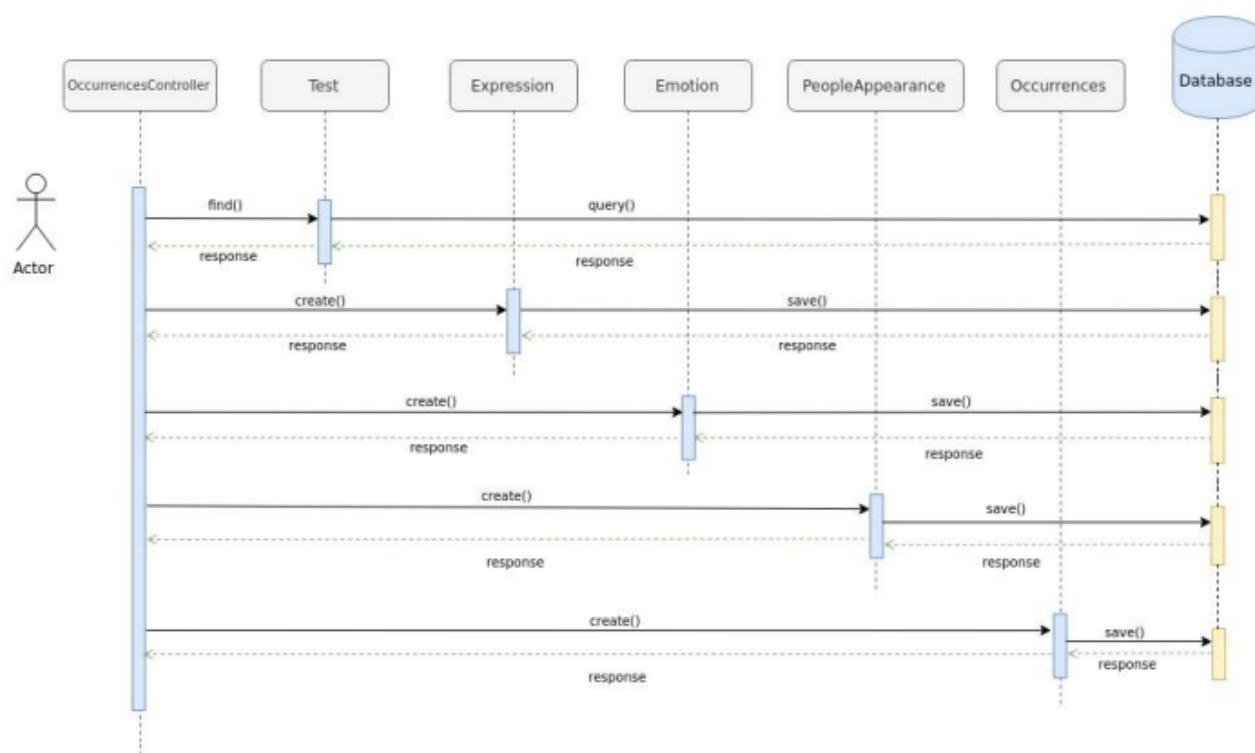 OccurrencesController
Test
Expression
Emotion
PeopleAppearance
Occurrences
Database
Actor
find()
query()
response
response
create()
save()
response
response
create()
save()
response
response
create()
save()
response
response
create()
save()
response
response